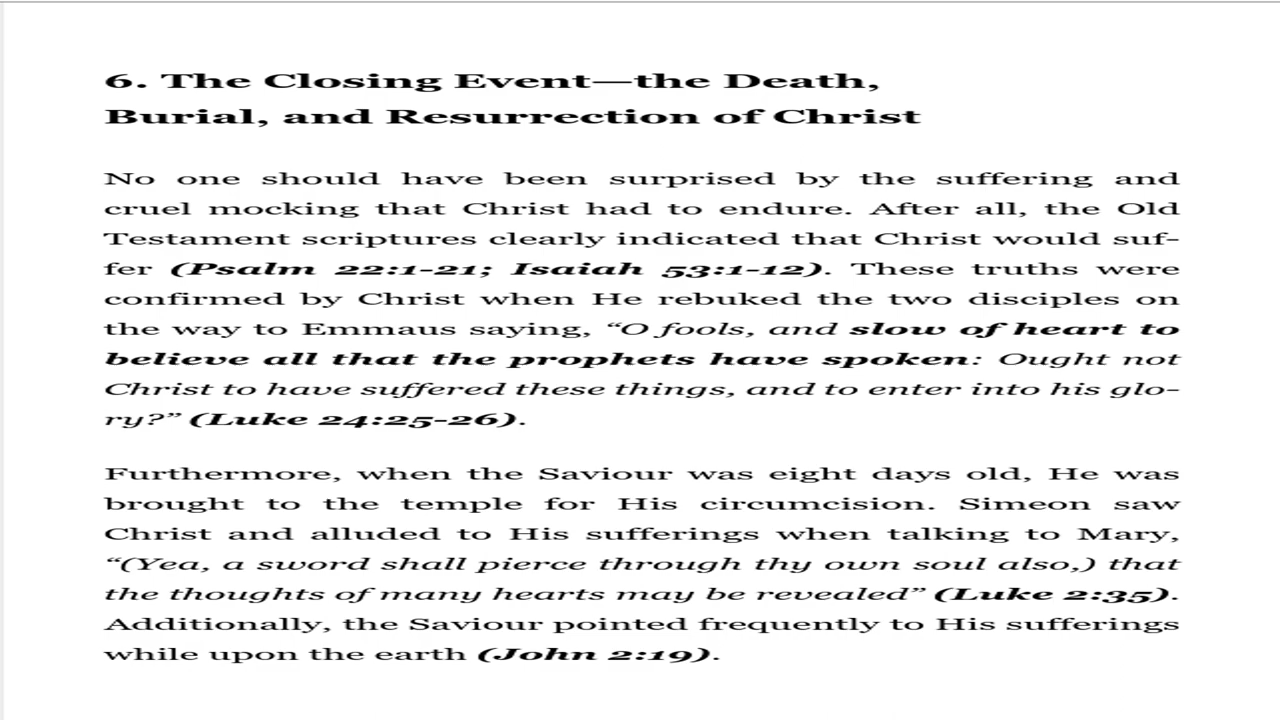 6. The Closing Event—the Death,
Burial, and Resurrection of Christ
No one should have been surprised by the suffering and
cruel mocking that Christ had to endure. After all, the Old
Testament scriptures clearly indicated that Christ would suf-
fer (Psalm 22:1-21; Isaiah 53:1-12). These truths were
confirmed by Christ when He rebuked the two disciples on
the way to Emmaus saying, “O fools, and slow of heart to
believe all that the prophets have spoken: Ought not
Christ to have suffered these things, and to enter into his glo-
ry?” (Luke 24:25-26).
Furthermore, when the Saviour was eight days old, He was
brought to the temple for His circumcision. Simeon saw
Christ and alluded to His sufferings when talking to Mary,
“(Yea, a sword shall pierce through thy own soul also,) that
the thoughts of many hearts may be revealed” (Luke 2:35).
Additionally, the Saviour pointed frequently to His sufferings
while upon the earth (John 2:19).